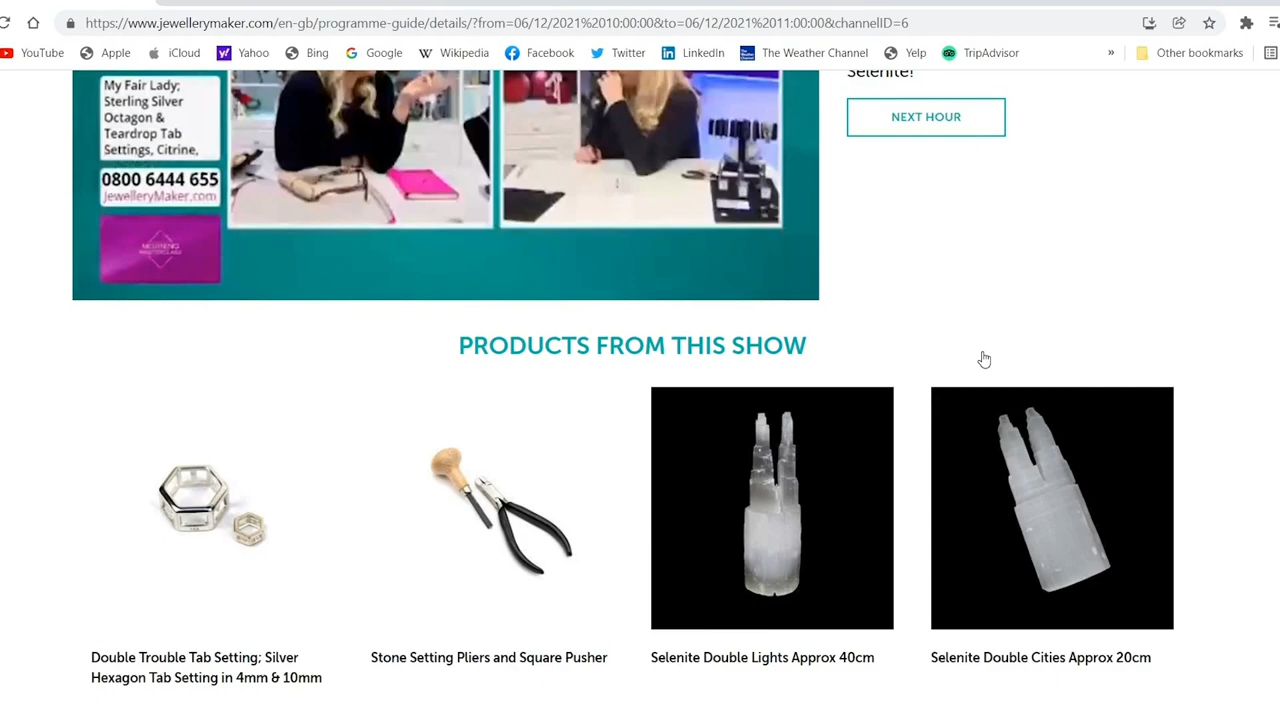 https://www.jewellerymaker.com/en-gb/programme-guide/details/?from=06/12/2021%2010:00:00&to=06/12/2021%2011:00:00&channelID=6
YouTube Apple iCloud Yahoo Bing Google Wikipedia Facebook Twitter LinkedIn The Weather Channel Yelp TripAdvisor » Other bookmarks
Selenite!
NEXT HOUR
My Fair Lady;
Sterling Silver
Octagon &
Teardrop Tab
Settings, Citrine,
0800 6444 655
JewelleryMaker.com
MORNING
MASTERCLASS
PRODUCTS FROM THIS SHOW
Double Trouble Tab Setting; Silver
Hexagon Tab Setting in 4mm & 10mm
Stone Setting Pliers and Square Pusher
Selenite Double Lights Approx 40cm
Selenite Double Cities Approx 20cm